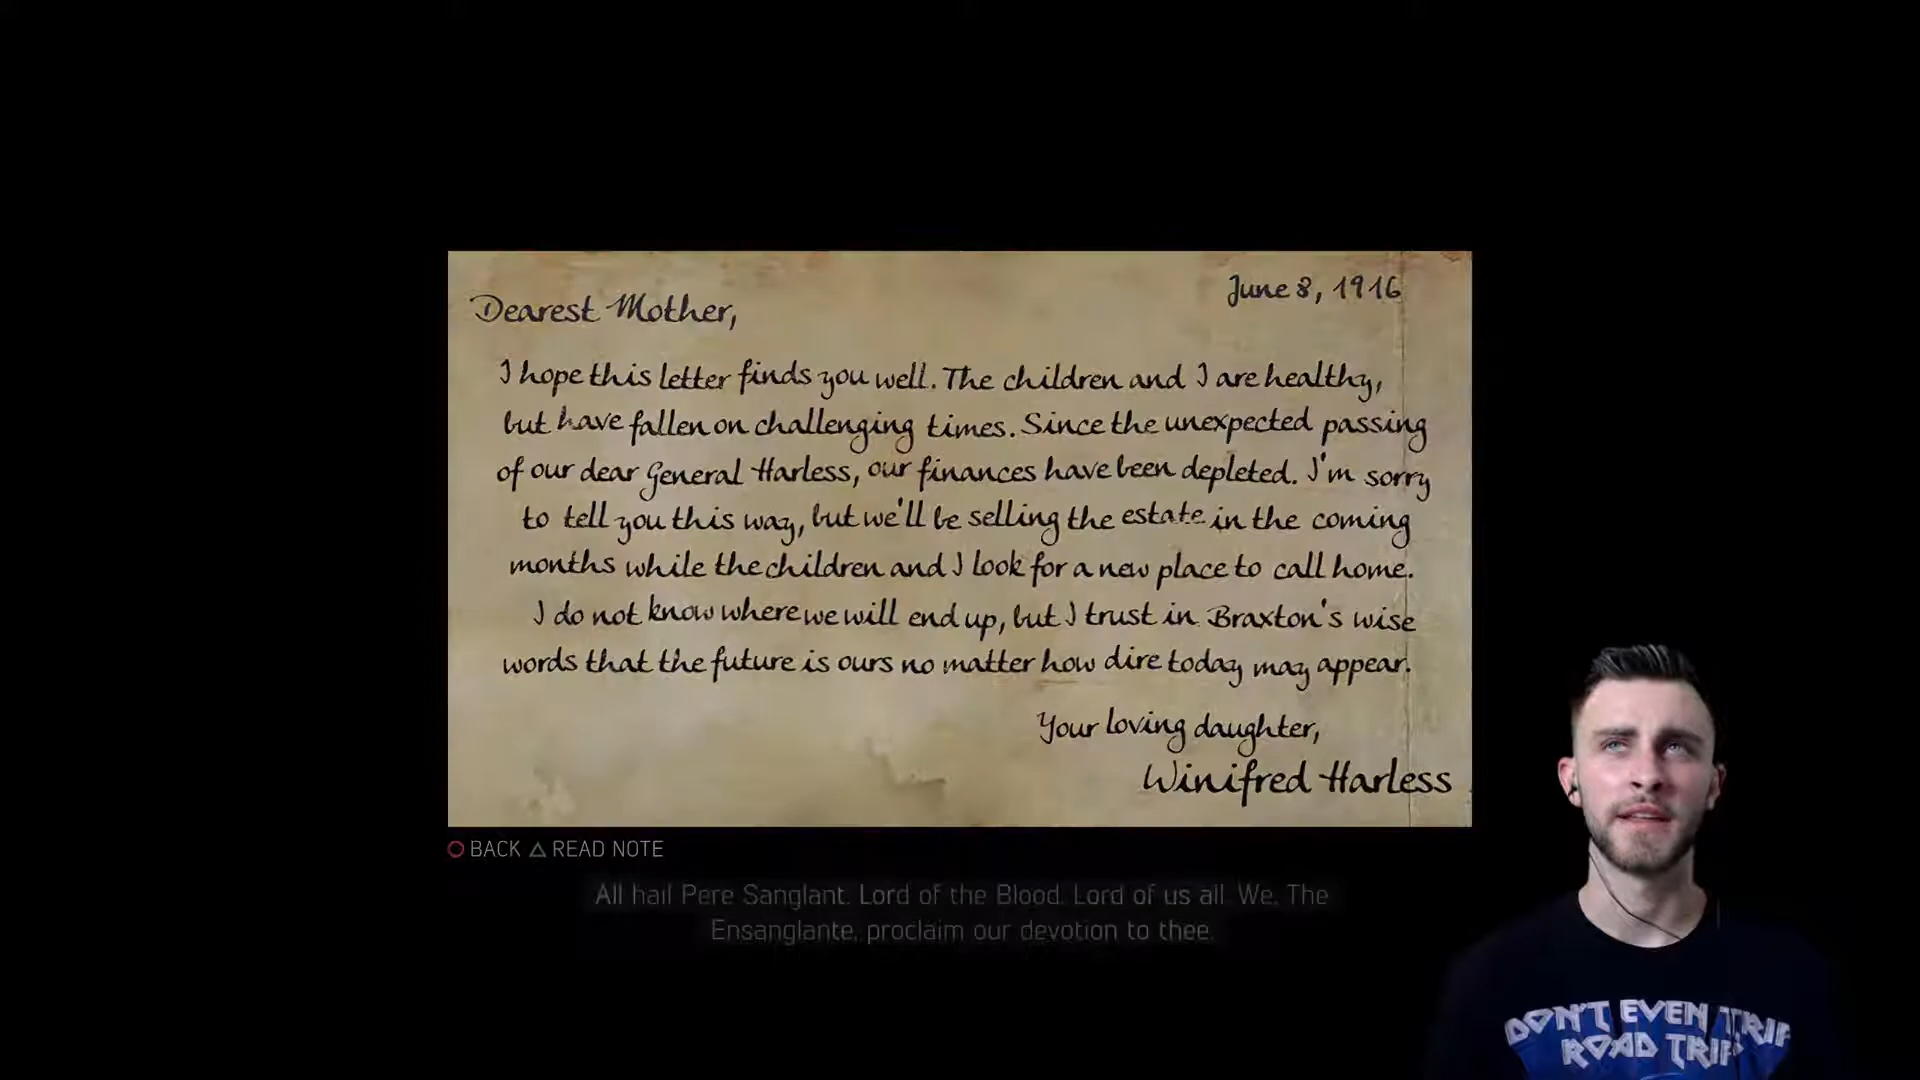 June 8, 1916
Dearest Mother,
I hope this letter finds you well. The children and I are healthy,
but have fallen on challenging times. Since the unexpected passing
of our dear General Harless, our finances have been depleted. I'm sorry
to tell you this way, but we'll be selling the estate in the coming
months while the children and I look for a new place to call home.
I do not know where we will end up, but I trust in Braxton's wise
words that the future is ours no matter how dire today may appear.
Your loving daughter,
Winifred Harless
BACK READ NOTE
All hail Pere Sanglant. Lord of the Blood. Lord of us all. We, The
Ensanglante, proclaim our devotion to thee.
DON'T EVEN TRIP
ROAD TRIP